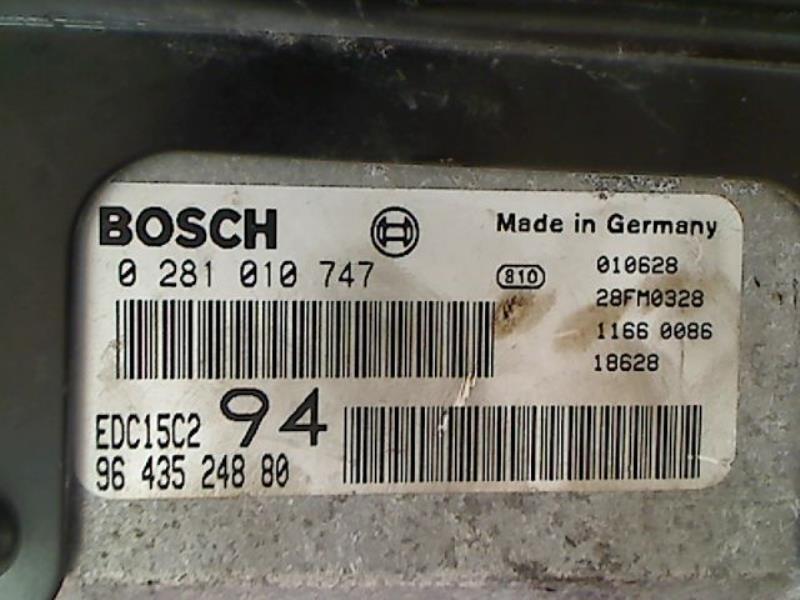 BOSCH
Made in Germany
0 281 010 747
810
010628
28FM0328
1166 0086
18628
EDC15C2 94
96 435 248 80